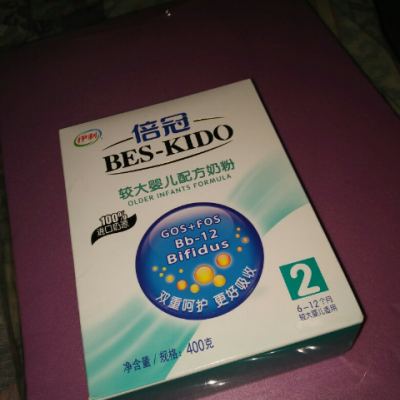 伊利
倍冠
BES-KIDO
较大婴儿配方奶粉
OLDER INFANTS FORMULA
100%
进口奶源
GOS+FOS
Bb-12
Bifidus
双重呵护 更好吸收
2
6-12个月
较大婴儿适用
净含量/规格:400克